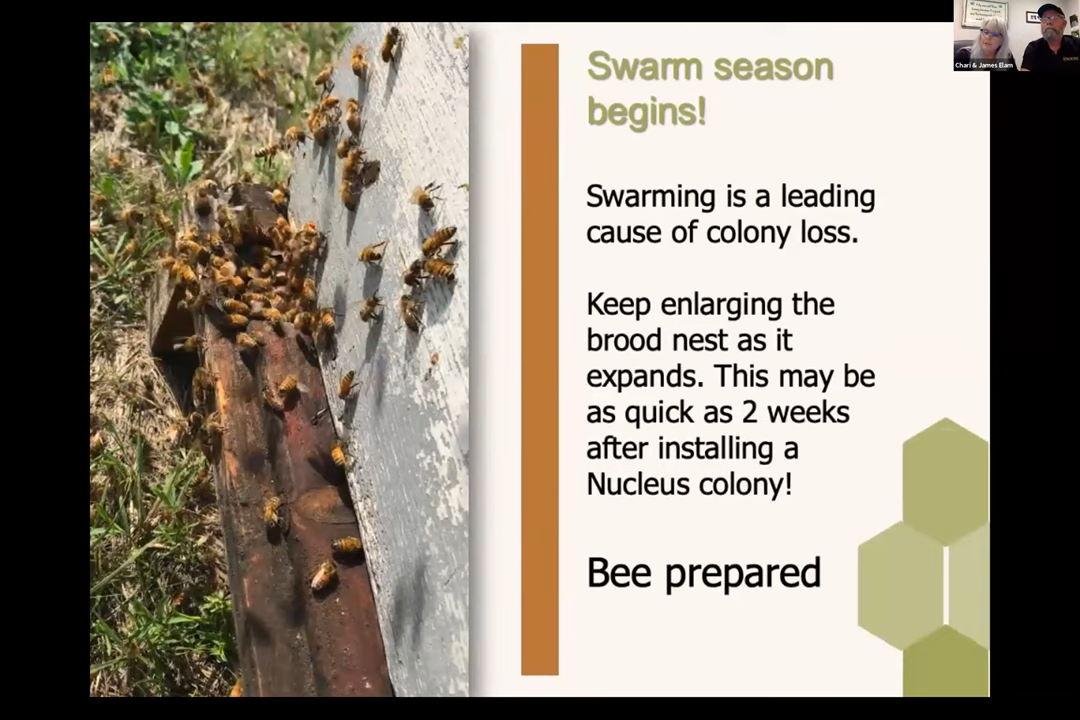 Swarm season
begins!
Swarming is a leading
cause of colony loss.
Keep enlarging the
brood nest as it
expands. This may be
as quick as 2 weeks
after installing a
Nucleus colony!
Bee prepared
Chari & James Elam